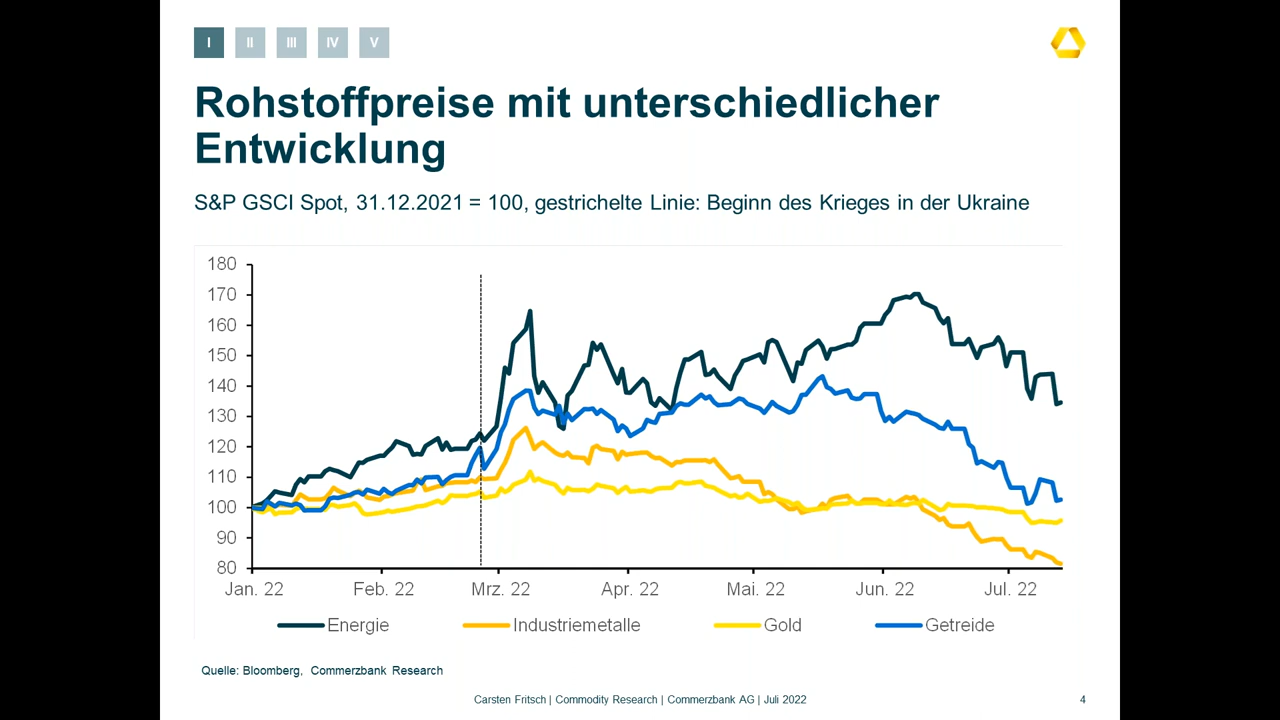 I II III IV V
Rohstoffpreise mit unterschiedlicher
Entwicklung
S&P GSCI Spot, 31.12.2021 = 100, gestrichelte Linie: Beginn des Krieges in der Ukraine
180
170
160
150
140
130
120
110
100
90
80
Jan. 22 Feb. 22 Mrz. 22 Apr. 22 Mai. 22 Jun. 22 Jul. 22
Energie Industriemetalle Gold Getreide
Quelle: Bloomberg, Commerzbank Research
Carsten Fritsch | Commodity Research | Commerzbank AG | Juli 2022 4